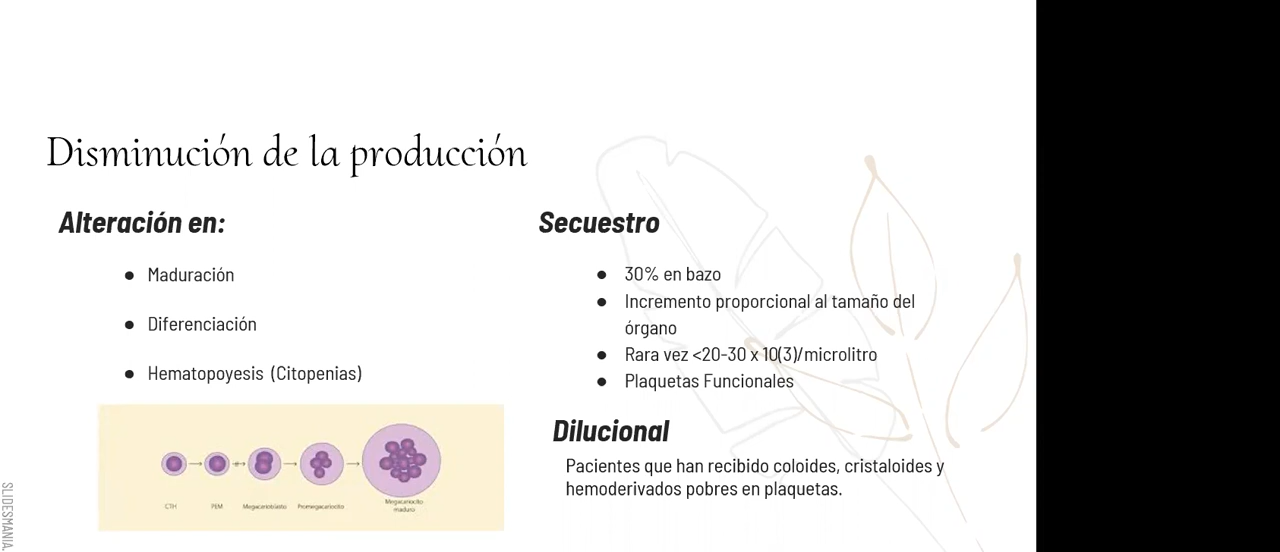 Disminución de la producción
Alteración en:
● Maduración
● Diferenciación
● Hematopoyesis (Citopenias)
CTH
PEM
Megacarioblasto
Promegacariocito
Megacariocito
maduro
Secuestro
● 30% en bazo
● Incremento proporcional al tamaño del
órgano
● Rara vez <20-30 x 10(3)/microlitro
● Plaquetas Funcionales
Dilucional
Pacientes que han recibido coloides, cristaloides y
hemoderivados pobres en plaquetas.
SLIDESMANIA.